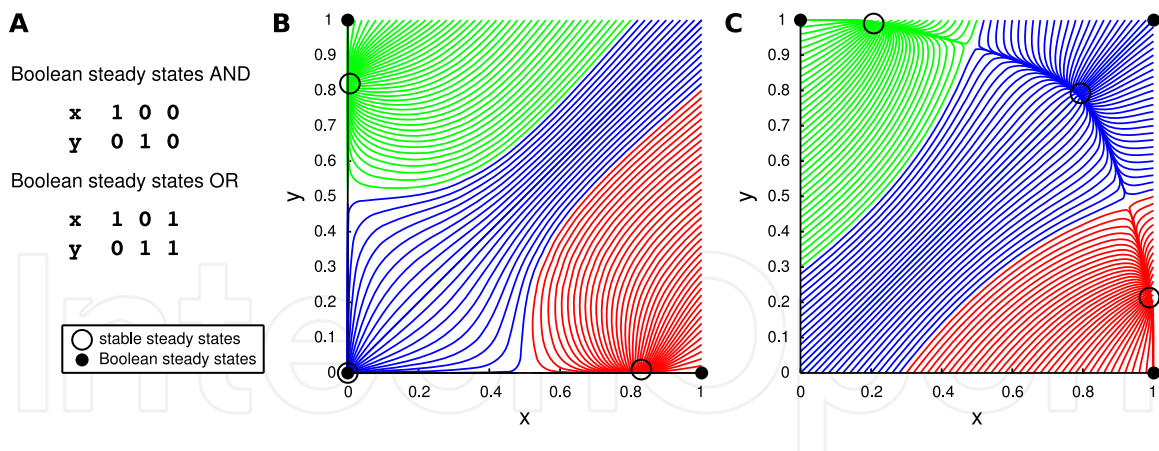 A
Boolean steady states AND
x 1 0 0
y 0 1 0
Boolean steady states OR
x 1 0 1
y 0 1 1
stable steady states
Boolean steady states
B
1
0.9
0.8
0.7
0.6
0.5
0.4
0.3
0.2
0.1
0
y
0 0.2 0.4 0.6 0.8 1
x
C
1
0.9
0.8
0.7
0.6
0.5
0.4
0.3
0.2
0.1
0
y
0 0.2 0.4 0.6 0.8 1
x